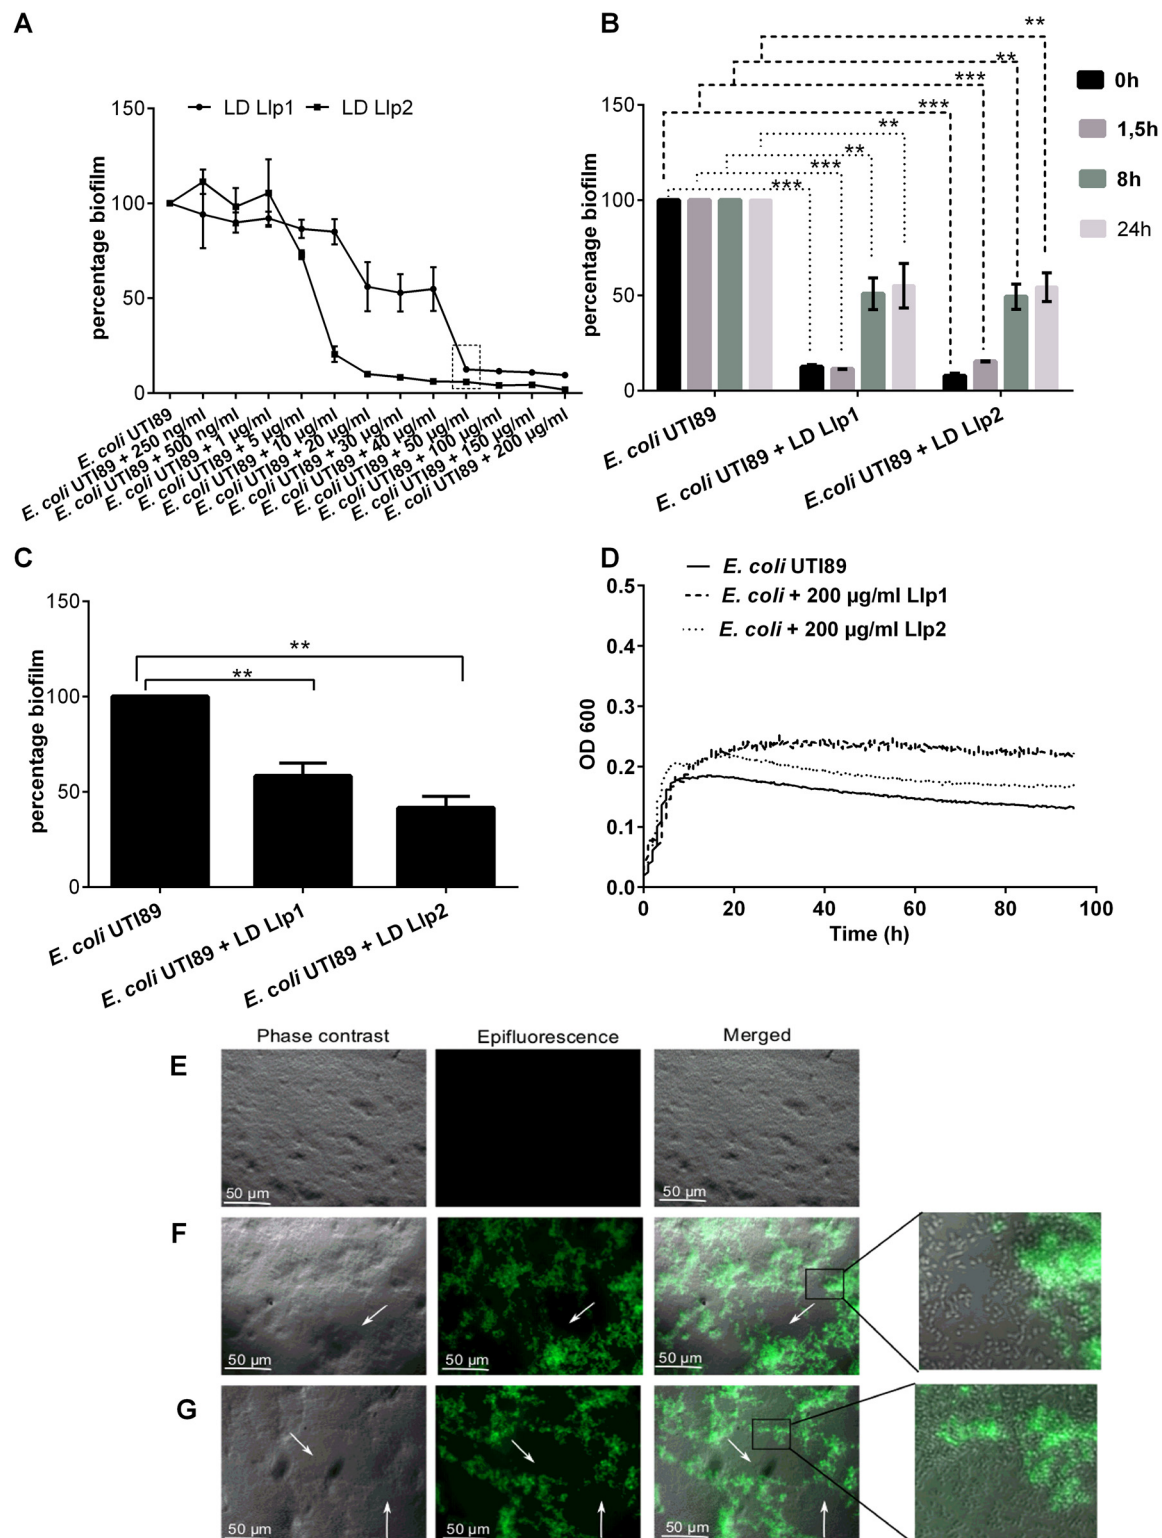 A
LD Llp1 LD Llp2
percentage biofilm
150
100
50
0
E. coli UTI89
E. coli UTI89 + 250 ng/ml
E. coli UTI89 + 500 ng/ml
E. coli UTI89 + 1 µg/ml
E. coli UTI89 + 5 µg/ml
E. coli UTI89 + 10 µg/ml
E. coli UTI89 + 20 µg/ml
E. coli UTI89 + 30 µg/ml
E. coli UTI89 + 40 µg/ml
E. coli UTI89 + 50 µg/ml
E. coli UTI89 + 100 µg/ml
E. coli UTI89 + 150 µg/ml
E. coli UTI89 + 200 µg/ml
B
**
**
***
***
**
**
***
***
0h
1,5h
8h
24h
percentage biofilm
150
100
50
0
E. coli UTI89
E. coli UTI89 + LD Llp1
E.coli UTI89 + LD Llp2
C
percentage biofilm
150
100
50
0
**
**
E. coli UTI89
E. coli UTI89 + LD Llp1
E. coli UTI89 + LD Llp2
D
E. coli UTI89
E. coli + 200 µg/ml Llp1
E. coli + 200 µg/ml Llp2
OD 600
0.5
0.4
0.3
0.2
0.1
0.0
0 20 40 60 80 100
Time (h)
Phase contrast Epifluorescence Merged
E
50 µm 50 µm
F
50 µm 50 µm 50 µm
G
50 µm 50 µm 50 µm